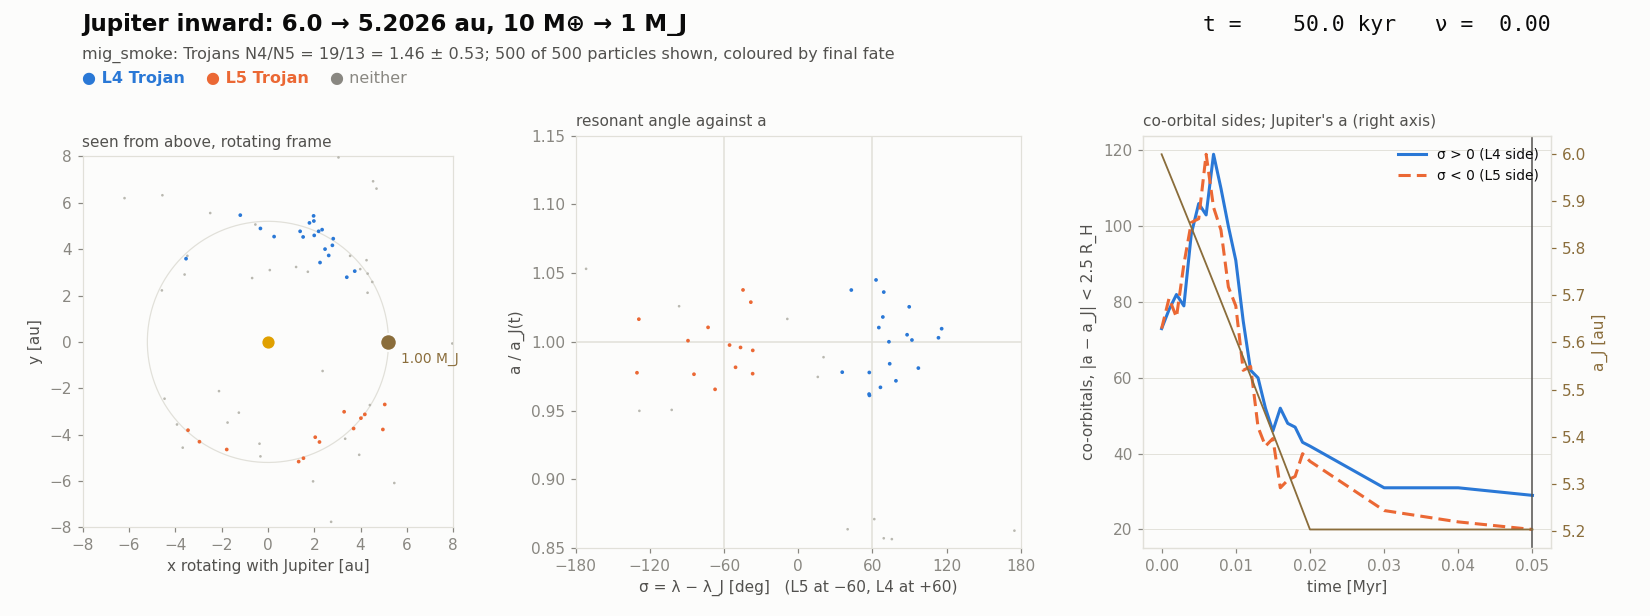 Jupiter inward: 6.0 → 5.2026 au, 10 M⊕ → 1 M_J
t =    50.0 kyr   ν =  0.00
mig_smoke: Trojans N4/N5 = 19/13 = 1.46 ± 0.53; 500 of 500 particles shown, coloured by final fate
L4 Trojan   L5 Trojan   neither
seen from above, rotating frame
8
6
4
2
0
−2
−4
−6
−8
y [au]
1.00 M_J
−8 −6 −4 −2 0 2 4 6 8
x rotating with Jupiter [au]
resonant angle against a
1.15
1.10
1.05
1.00
0.95
0.90
0.85
a / a_J(t)
−180 −120 −60 0 60 120 180
σ = λ − λ_J [deg]   (L5 at −60, L4 at +60)
co-orbital sides; Jupiter's a (right axis)
120
100
80
60
40
20
co-orbitals, |a − a_J| < 2.5 R_H
σ > 0 (L4 side)
σ < 0 (L5 side)
6.0
5.9
5.8
5.7
5.6
5.5
5.4
5.3
5.2
a_J [au]
0.00 0.01 0.02 0.03 0.04 0.05
time [Myr]